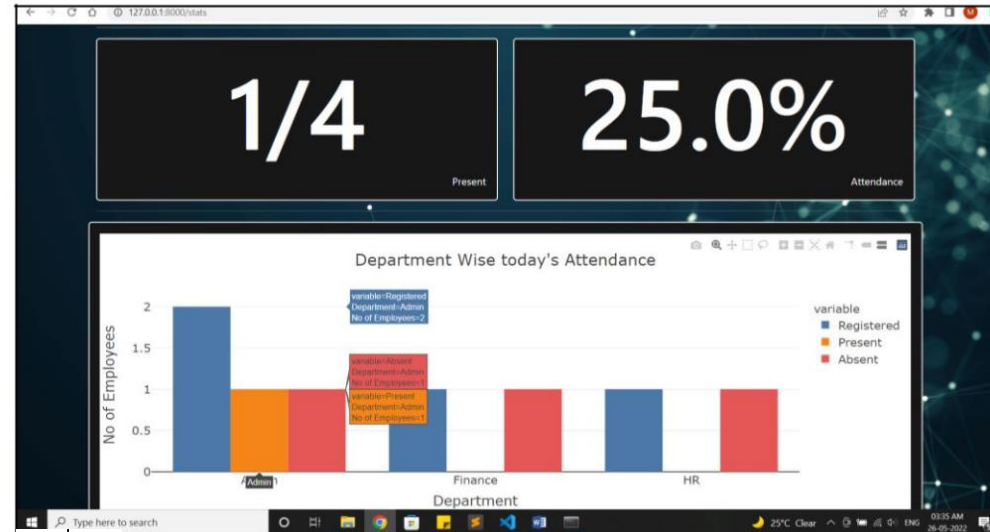 127.0.0.1:8000/stats
M
1/4
Present
25.0%
Attendance
Department Wise today's Attendance
variable=Registered
Department=Admin
No of Employees=2
variable=Absent
Department=Admin
No of Employees=1
variable=Present
Department=Admin
No of Employees=1
variable
Registered
Present
Absent
No of Employees
2
1.5
1
0.5
0
Admin
Finance
HR
Department
Type here to search
25°C Clear
ENG
03:35 AM
26-05-2022